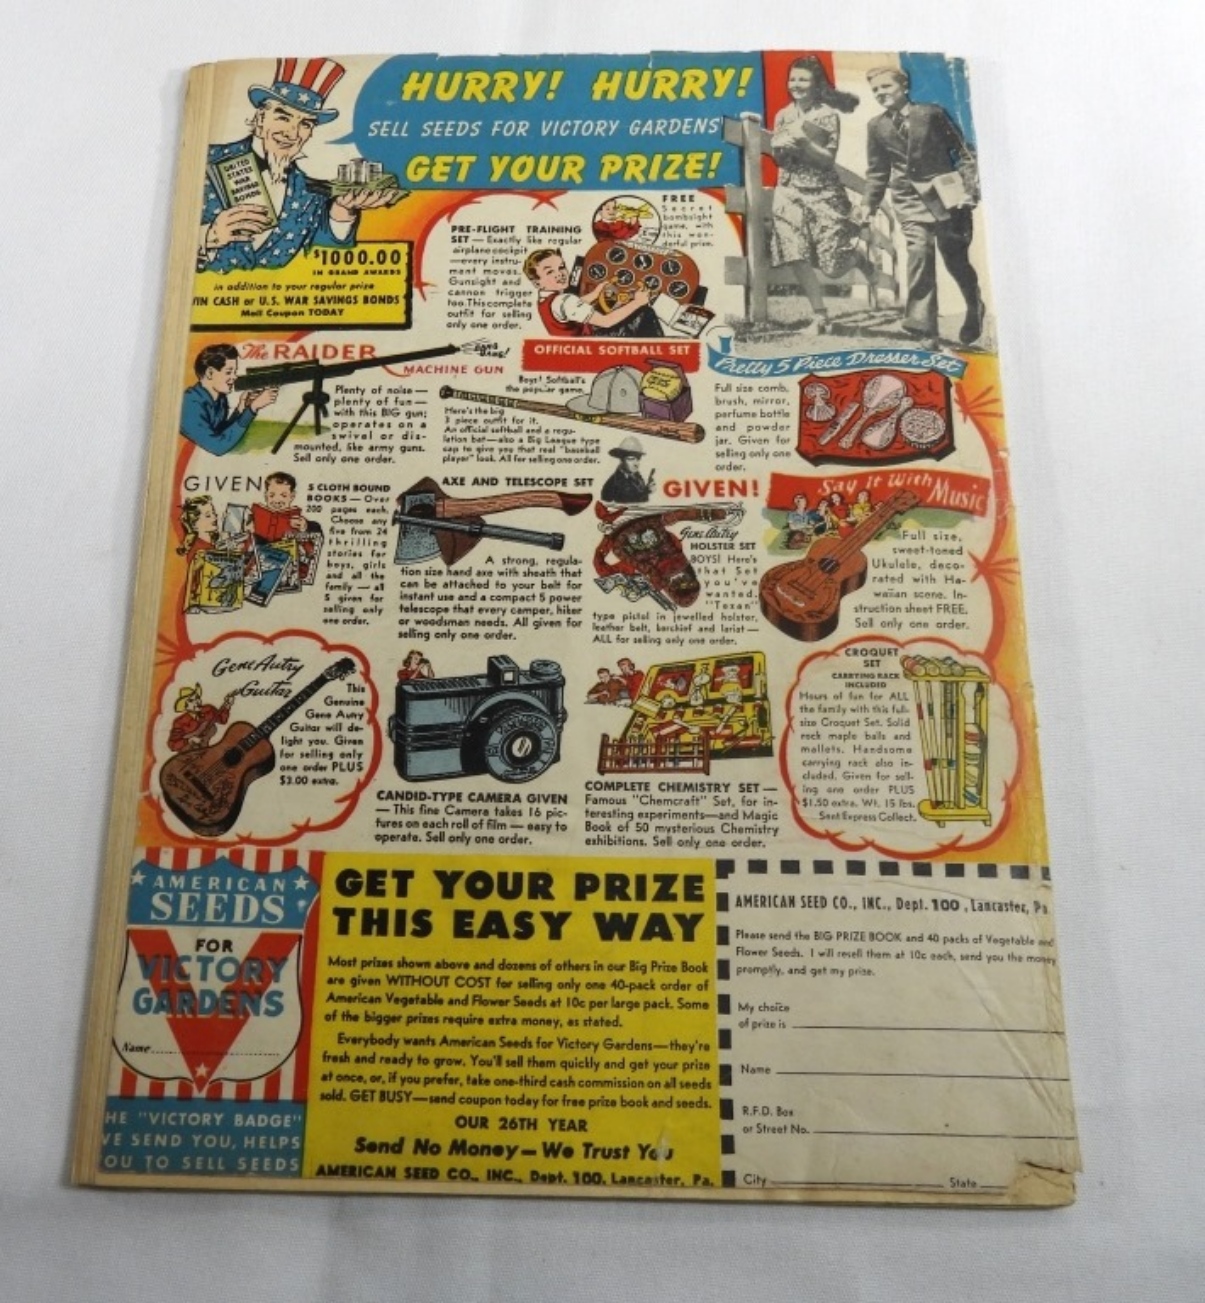 HURRY! HURRY!
SELL SEEDS FOR VICTORY GARDENS
GET YOUR PRIZE!
UNITED
STATES
WAR
SAVINGS
BONDS
$1000.00
IN GRAND AWARDS
in addition to your regular prize
IN CASH or U.S. WAR SAVINGS BONDS
Mail Coupon TODAY
PRE-FLIGHT TRAINING
SET — Exactly like regular
airplane cockpit
—every instru-
ment moves.
Gunsight and
cannon trigger
too. This complete
outfit for selling
only one order.
FREE
Secret
bombsight
game, with
this won-
derful prize.
The RAIDER
MACHINE GUN
BANG
BANG!
Plenty of noise —
plenty of fun —
with this BIG gun;
operates on a
swivel or dis-
mounted, like army guns.
Sell only one order.
OFFICIAL SOFTBALL SET
Boys! Softball's
the popular game.
Here's the big
3 piece outfit for it.
An official softball and a regu-
lation bat—also a Big League type
cap to give you that real "baseball
player" look. All for selling one order.
Pretty 5 Piece Dresser Set
Full size comb,
brush, mirror,
perfume bottle
and powder
jar. Given for
selling only one
order.
GIVEN
5 CLOTH BOUND
BOOKS — Over
200 pages each.
Choose any
five from 24
thrilling
stories for
boys, girls
and all the
family — all
5 given for
selling only
one order.
AXE AND TELESCOPE SET
A strong, regula-
tion size hand axe with sheath that
can be attached to your belt for
instant use and a compact 5 power
telescope that every camper, hiker
or woodsman needs. All given for
selling only one order.
GIVEN!
Gene Autry
HOLSTER SET
BOYS! Here's
that Set
you've
wanted.
"Texan"
type pistol in jewelled holster,
leather belt, kerchief and lariat —
ALL for selling only one order.
Say it With Music
Full size,
sweet-toned
Ukulele, deco-
rated with Ha-
waiian scene. In-
struction sheet FREE.
Sell only one order.
Gene Autry
Guitar
This
Genuine
Gene Autry
Guitar will de-
light you. Given
for selling only
one order PLUS
$3.00 extra.
CANDID-TYPE CAMERA GIVEN
— This fine Camera takes 16 pic-
tures on each roll of film — easy to
operate. Sell only one order.
COMPLETE CHEMISTRY SET —
Famous "Chemcraft" Set, for in-
teresting experiments—and Magic
Book of 50 mysterious Chemistry
exhibitions. Sell only one order.
CROQUET
SET
CARRYING RACK
INCLUDED
Hours of fun for ALL
the family with this full-
size Croquet Set. Solid
rock maple balls and
mallets. Handsome
carrying rack also in-
cluded. Given for sell-
ing one order PLUS
$1.50 extra. Wt. 15 lbs.
Sent Express Collect.
AMERICAN
SEEDS
FOR
VICTORY
GARDENS
Name
HE "VICTORY BADGE"
VE SEND YOU, HELPS
OU TO SELL SEEDS
GET YOUR PRIZE
THIS EASY WAY
Most prizes shown above and dozens of others in our Big Prize Book
are given WITHOUT COST for selling only one 40-pack order of
American Vegetable and Flower Seeds at 10c per large pack. Some
of the bigger prizes require extra money, as stated.
Everybody wants American Seeds for Victory Gardens—they're
fresh and ready to grow. You'll sell them quickly and get your prize
at once, or, if you prefer, take one-third cash commission on all seeds
sold. GET BUSY—send coupon today for free prize book and seeds.
OUR 26TH YEAR
Send No Money — We Trust You
AMERICAN SEED CO., INC., Dept. 100, Lancaster, Pa.
AMERICAN SEED CO., INC., Dept. 100, Lancaster, Pa
Please send the BIG PRIZE BOOK and 40 packs of Vegetable and
Flower Seeds. I will resell them at 10c each, send you the money
promptly, and get my prize.
My choice
of prize is
Name
R.F.D. Box
or Street No.
City State